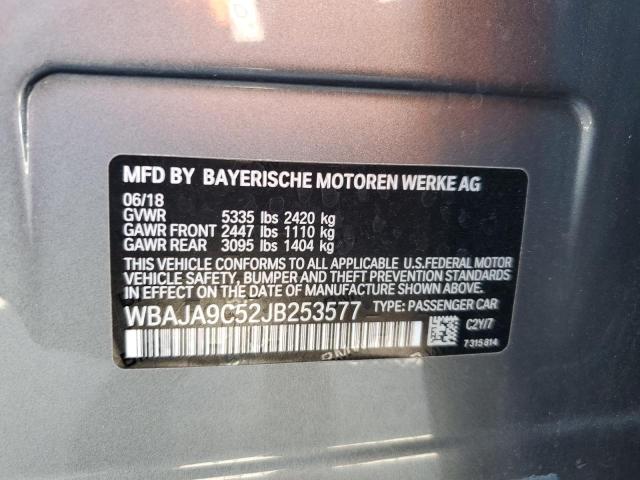 MFD BY BAYERISCHE MOTOREN WERKE AG
06/18
GVWR 5335 lbs 2420 kg
GAWR FRONT 2447 lbs 1110 kg
GAWR REAR 3095 lbs 1404 kg
THIS VEHICLE CONFORMS TO ALL APPLICABLE U.S.FEDERAL MOTOR
VEHICLE SAFETY, BUMPER AND THEFT PREVENTION STANDARDS
IN EFFECT ON THE DATE OF MANUFACTURE SHOWN ABOVE.
WBAJA9C52JB253577 TYPE: PASSENGER CAR
C2Y/7
7315814